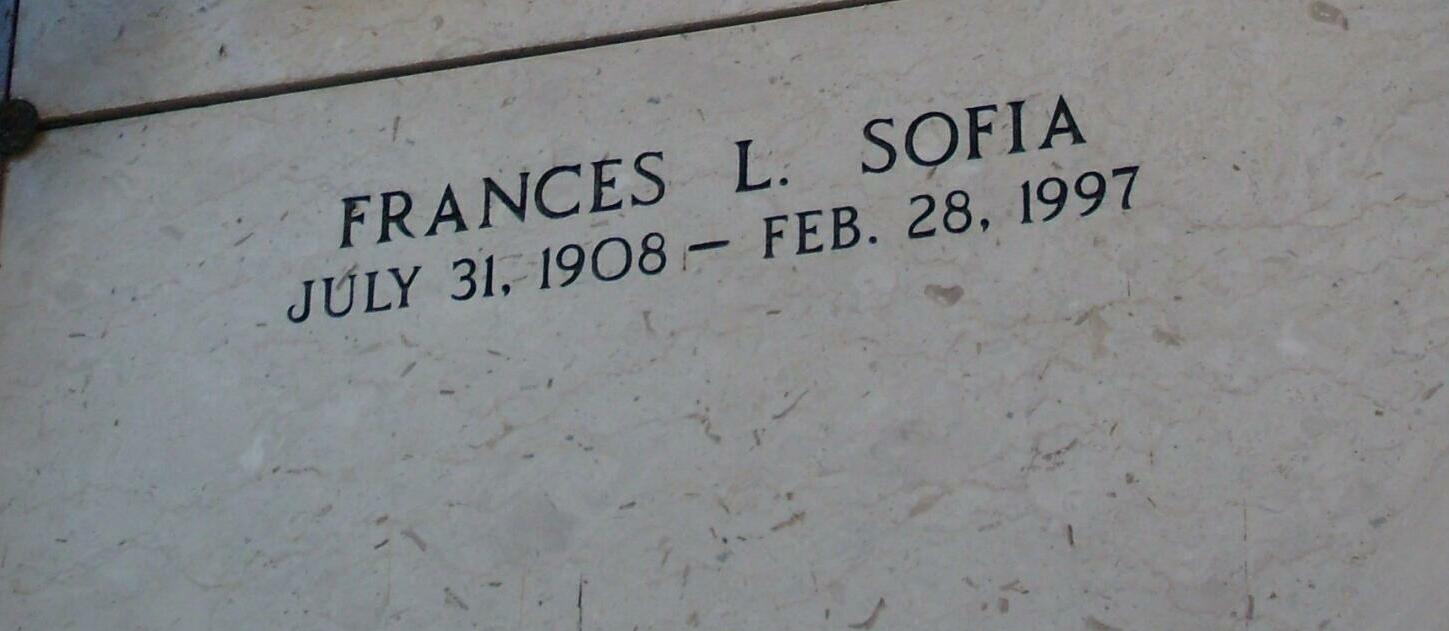 FRANCES L. SOFIA
JULY 31, 1908 – FEB. 28, 1997